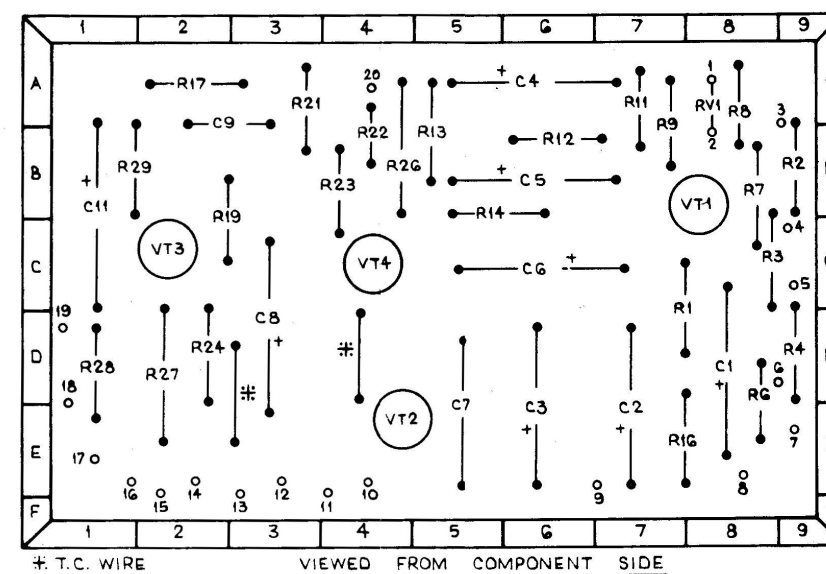 1 2 3 4 5 6 7 8 9
A 20 + C4 1 3
R17 R21 R11 RV1 R8
C9 R22 R13 R12 R9 2
B R29 R23 R26 + C5 R7 R2
+ C11 R19 R14 VT1
VT3 VT4 4
C C6 + R3 5
19 C8 R1
D R28 R27 R24 + ⁜ ⁜ C1 + R6 6 R4
18 VT2 C7 C3 + C2 + R16 7
E 17
16 15 14 13 12 11 10 9 8
F
1 2 3 4 5 6 7 8 9
⁜ T.C. WIRE VIEWED FROM COMPONENT SIDE